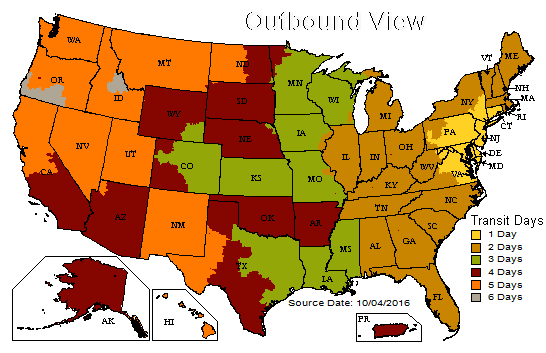 Outbound View
WA
MT
ND
MN
VT
ME
OR
ID
WY
SD
WI
MI
NY
NH
MA
RI
CT
NJ
DE
MD
PA
NV
UT
CO
NE
IA
IL
IN
OH
WV
VA
CA
KS
MO
KY
AZ
NM
OK
AR
TN
NC
SC
TX
LA
MS
AL
GA
FL
AK
HI
PR
Transit Days
1 Day
2 Days
3 Days
4 Days
5 Days
6 Days
Source Date: 10/04/2016